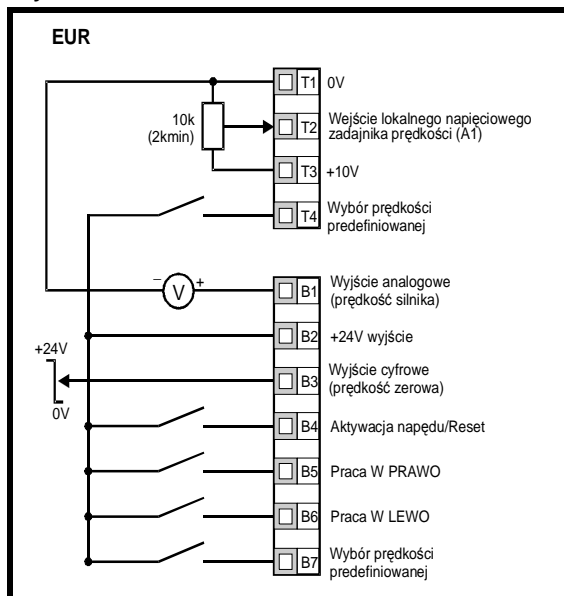 EUR
T1 0V
10k
(2kmin)
T2 Wejście lokalnego napięciowego
zadajnika prędkości (A1)
T3 +10V
T4 Wybór prędkości
predefiniowanej
− V +
B1 Wyjście analogowe
(prędkość silnika)
B2 +24V wyjście
+24V
0V
B3 Wyjście cyfrowe
(prędkość zerowa)
B4 Aktywacja napędu/Reset
B5 Praca W PRAWO
B6 Praca W LEWO
B7 Wybór prędkości
predefiniowanej